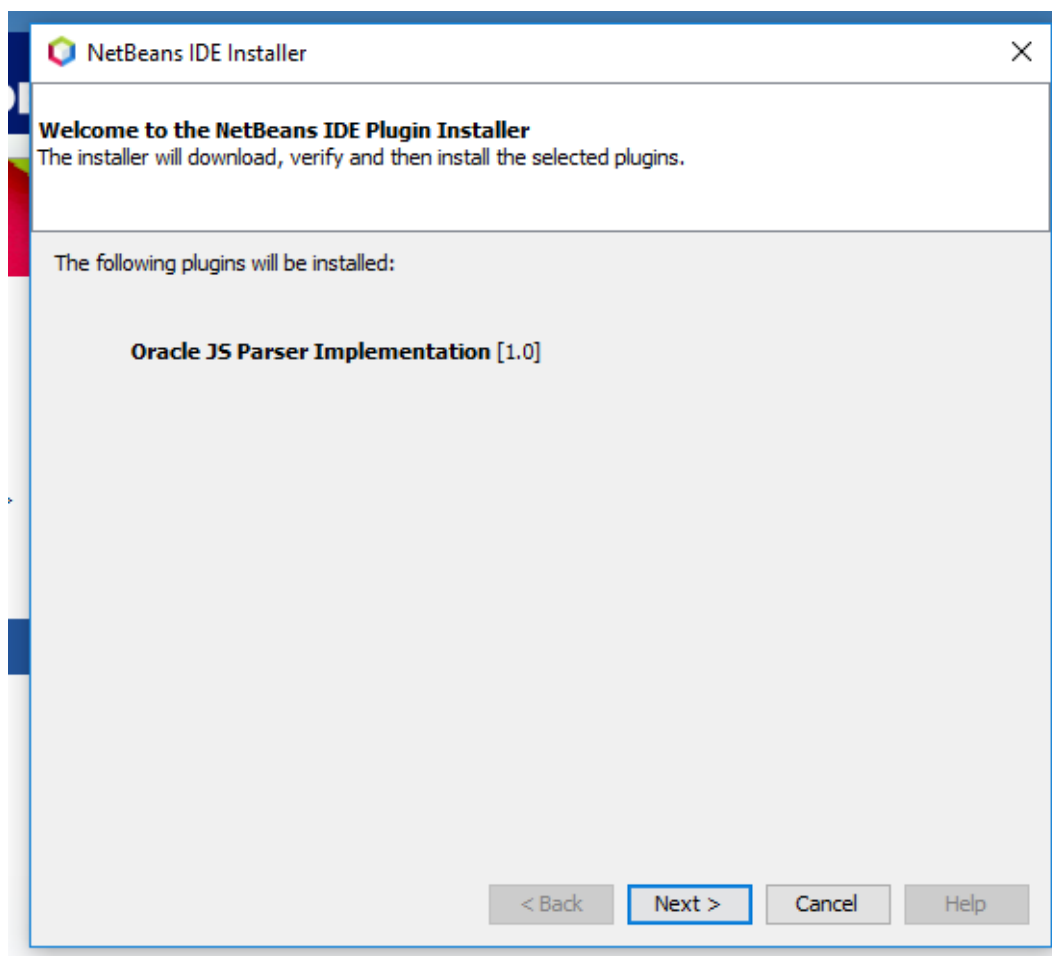 NetBeans IDE Installer
Welcome to the NetBeans IDE Plugin Installer
The installer will download, verify and then install the selected plugins.
The following plugins will be installed:
Oracle JS Parser Implementation [1.0]
< Back Next > Cancel Help